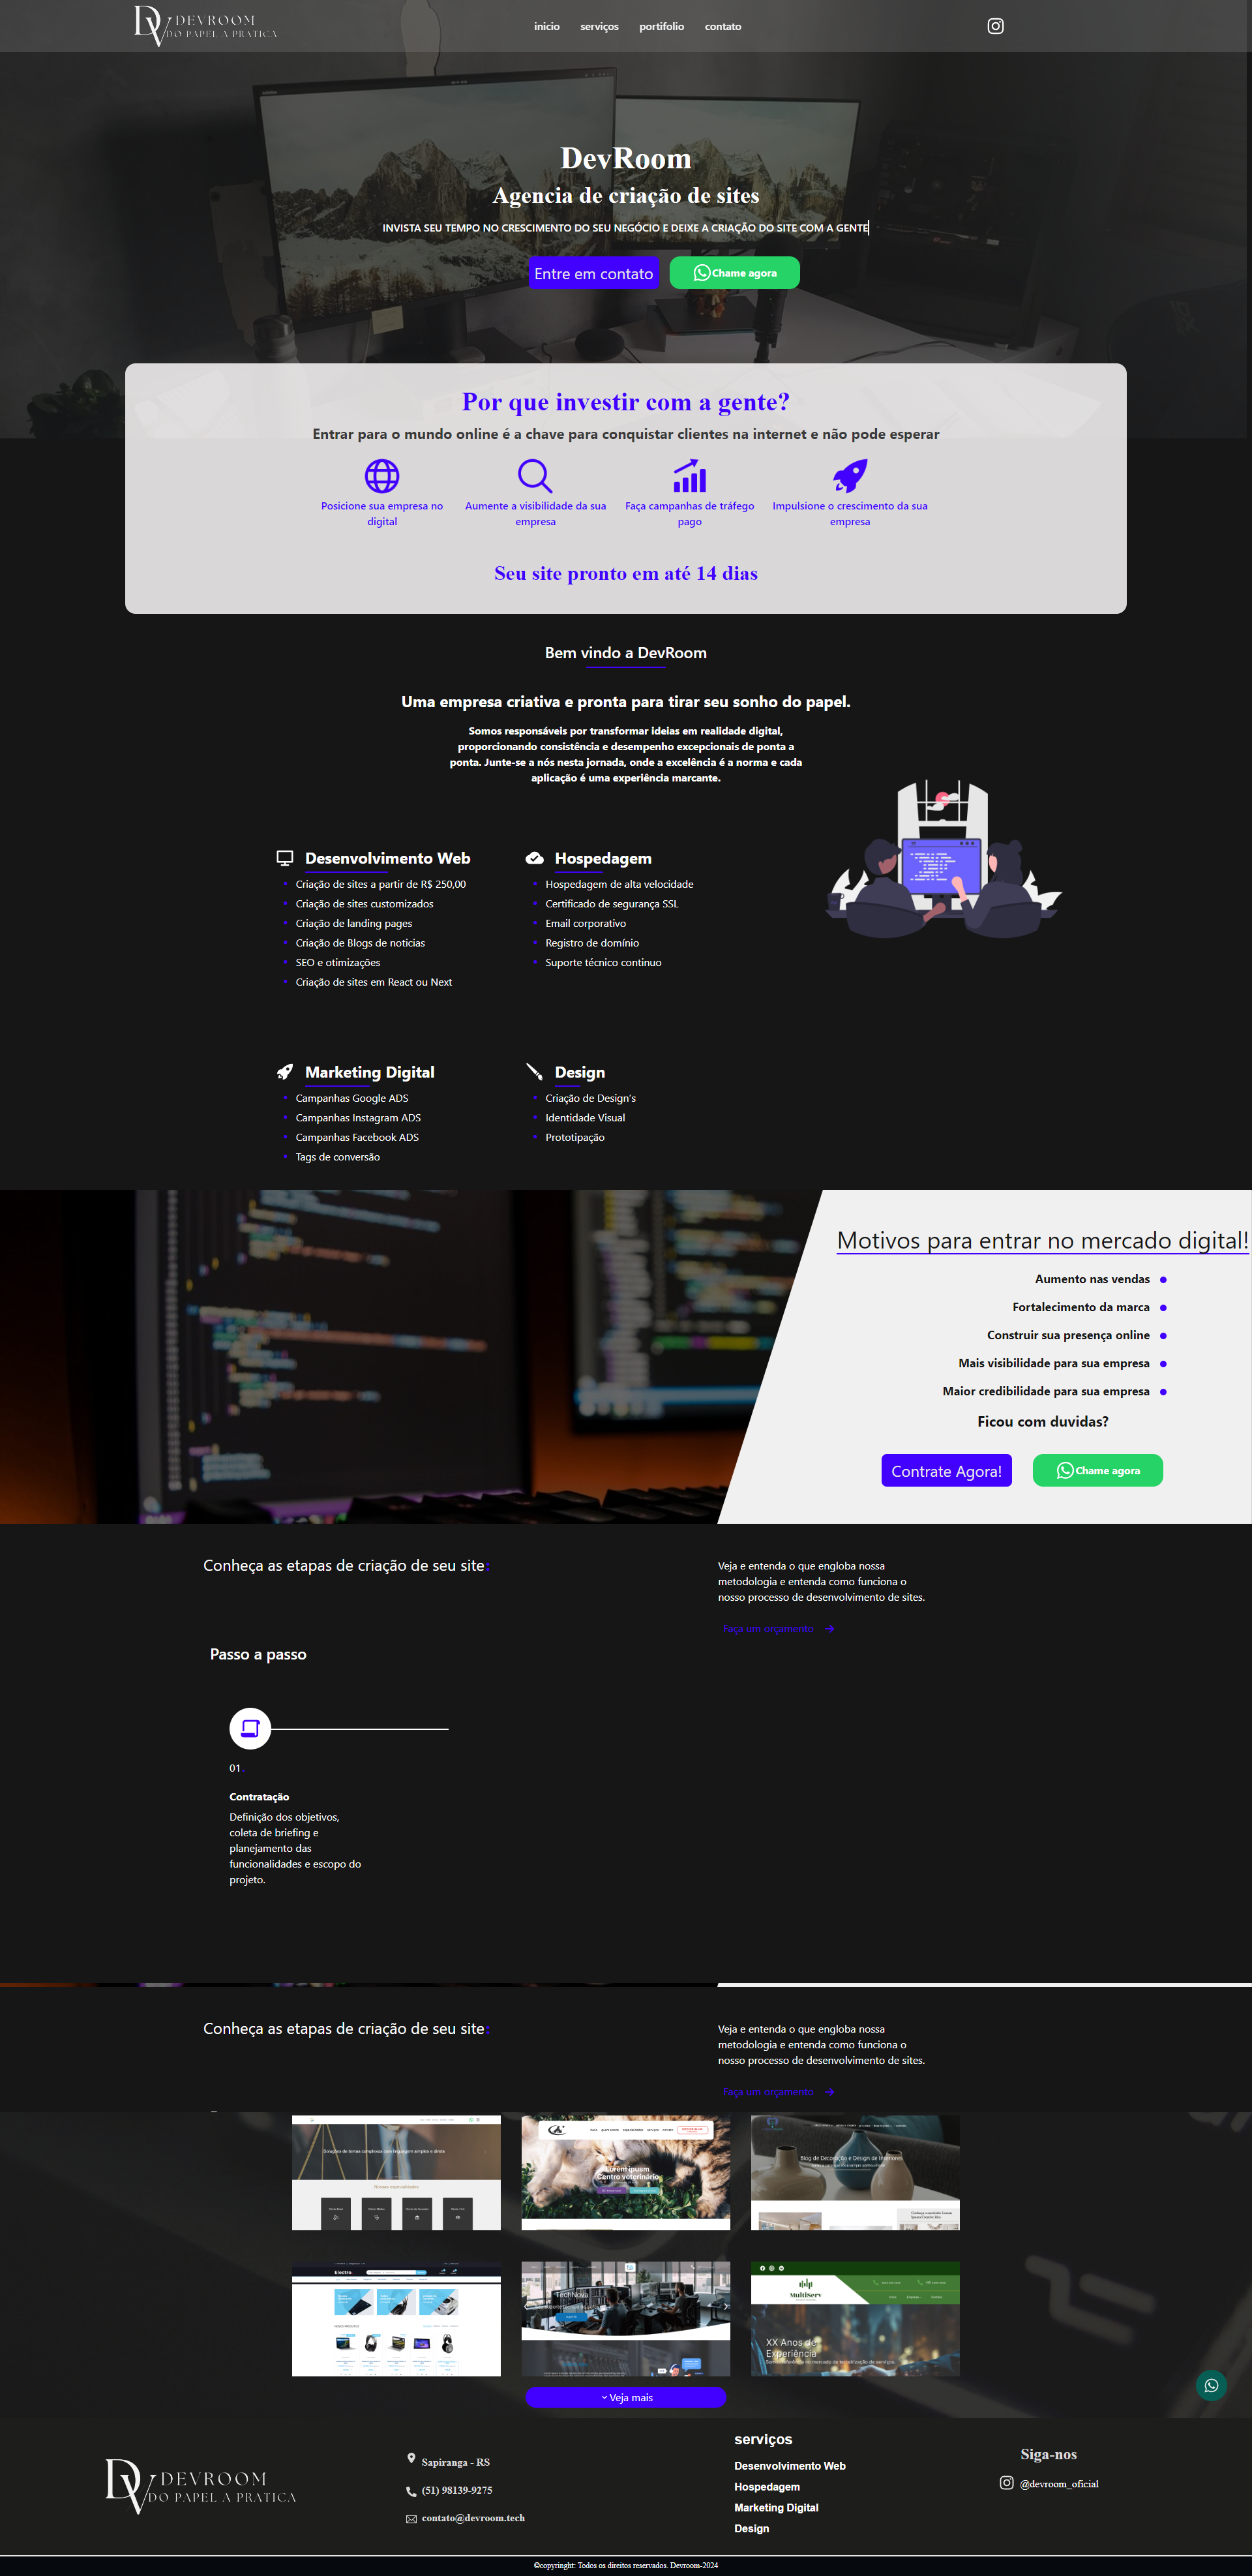 DEVROOM
DO PAPEL A PRATICA
inicio
serviços
portifolio
contato
DevRoom
Agencia de criação de sites
INVISTA SEU TEMPO NO CRESCIMENTO DO SEU NEGÓCIO E DEIXE A CRIAÇÃO DO SITE COM A GENTE
Entre em contato
Chame agora
Por que investir com a gente?
Entrar para o mundo online é a chave para conquistar clientes na internet e não pode esperar
Posicione sua empresa no
digital
Aumente a visibilidade da sua
empresa
Faça campanhas de tráfego
pago
Impulsione o crescimento da sua
empresa
Seu site pronto em até 14 dias
Bem vindo a DevRoom
Uma empresa criativa e pronta para tirar seu sonho do papel.
Somos responsáveis por transformar ideias em realidade digital,
proporcionando consistência e desempenho excepcionais de ponta a
ponta. Junte-se a nós nesta jornada, onde a excelência é a norma e cada
aplicação é uma experiência marcante.
Desenvolvimento Web
Criação de sites a partir de R$ 250,00
Criação de sites customizados
Criação de landing pages
Criação de Blogs de noticias
SEO e otimizações
Criação de sites em React ou Next
Hospedagem
Hospedagem de alta velocidade
Certificado de segurança SSL
Email corporativo
Registro de domínio
Suporte técnico continuo
Marketing Digital
Campanhas Google ADS
Campanhas Instagram ADS
Campanhas Facebook ADS
Tags de conversão
Design
Criação de Design's
Identidade Visual
Prototipação
Motivos para entrar no mercado digital!
Aumento nas vendas
Fortalecimento da marca
Construir sua presença online
Mais visibilidade para sua empresa
Maior credibilidade para sua empresa
Ficou com duvidas?
Contrate Agora!
Chame agora
Conheça as etapas de criação de seu site:
Veja e entenda o que engloba nossa
metodologia e entenda como funciona o
nosso processo de desenvolvimento de sites.
Faça um orçamento
Passo a passo
01.
Contratação
Definição dos objetivos,
coleta de briefing e
planejamento das
funcionalidades e escopo do
projeto.
Conheça as etapas de criação de seu site:
Veja e entenda o que engloba nossa
metodologia e entenda como funciona o
nosso processo de desenvolvimento de sites.
Faça um orçamento
Soluções de temas complexos com linguagem simples e direta
Nossas especialidades
Lorem ipusm
Centro veterinário
Blog de Decoração e Design de Interiores
Electro
TechNova
MultiServ
XX Anos de
Experiência
Veja mais
DEVROOM
DO PAPEL A PRATICA
Sapiranga - RS
(51) 98139-9275
contato@devroom.tech
serviços
Desenvolvimento Web
Hospedagem
Marketing Digital
Design
Siga-nos
@devroom_oficial
©copyringht: Todos os direitos reservados. Devroom-2024